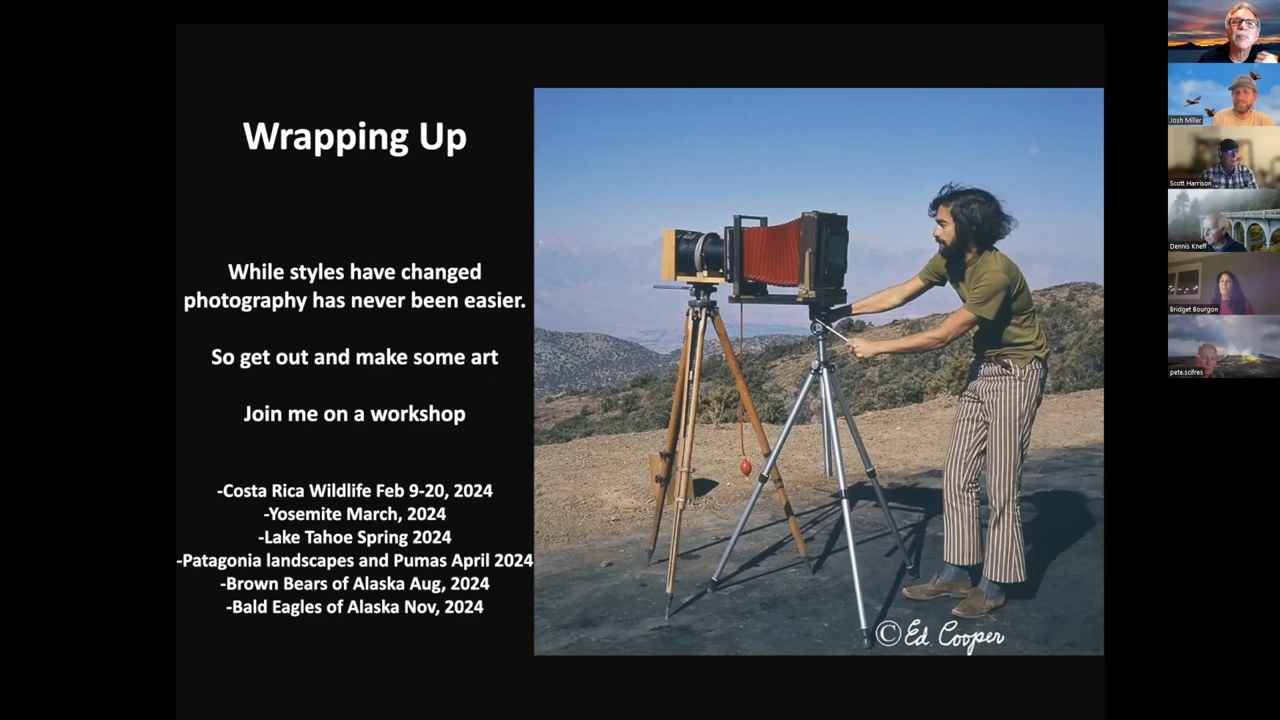 Wrapping Up
While styles have changed
photography has never been easier.
So get out and make some art
Join me on a workshop
-Costa Rica Wildlife Feb 9-20, 2024
-Yosemite March, 2024
-Lake Tahoe Spring 2024
-Patagonia landscapes and Pumas April 2024
-Brown Bears of Alaska Aug, 2024
-Bald Eagles of Alaska Nov, 2024
© Ed Cooper
Josh Miller
Scott Harrison
Dennis Kneff
Bridget Bourgon
pete.scifres